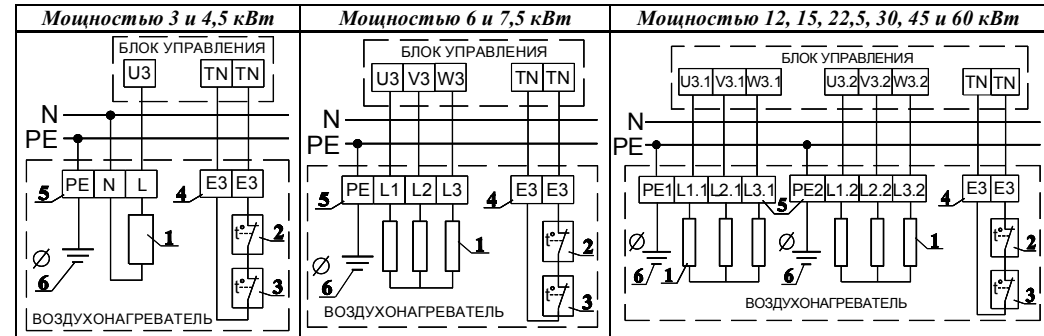 Мощностью 3 и 4,5 кВт
БЛОК УПРАВЛЕНИЯ
U3 TN TN
N
PE
PE N L E3 E3
5 4
1
t° 2
6
t° 3
ВОЗДУХОНАГРЕВАТЕЛЬ
Мощностью 6 и 7,5 кВт
БЛОК УПРАВЛЕНИЯ
U3 V3 W3 TN TN
N
PE
PE L1 L2 L3 E3 E3
5 4
1
t° 2
6
t° 3
ВОЗДУХОНАГРЕВАТЕЛЬ
Мощностью 12, 15, 22,5, 30, 45 и 60 кВт
БЛОК УПРАВЛЕНИЯ
U3.1 V3.1 W3.1 U3.2 V3.2 W3.2 TN TN
N
PE
PE1 L1.1 L2.1 L3.1 PE2 L1.2 L2.2 L3.2 E3 E3
5 4
1
t° 2
6 1 6
t° 3
ВОЗДУХОНАГРЕВАТЕЛЬ